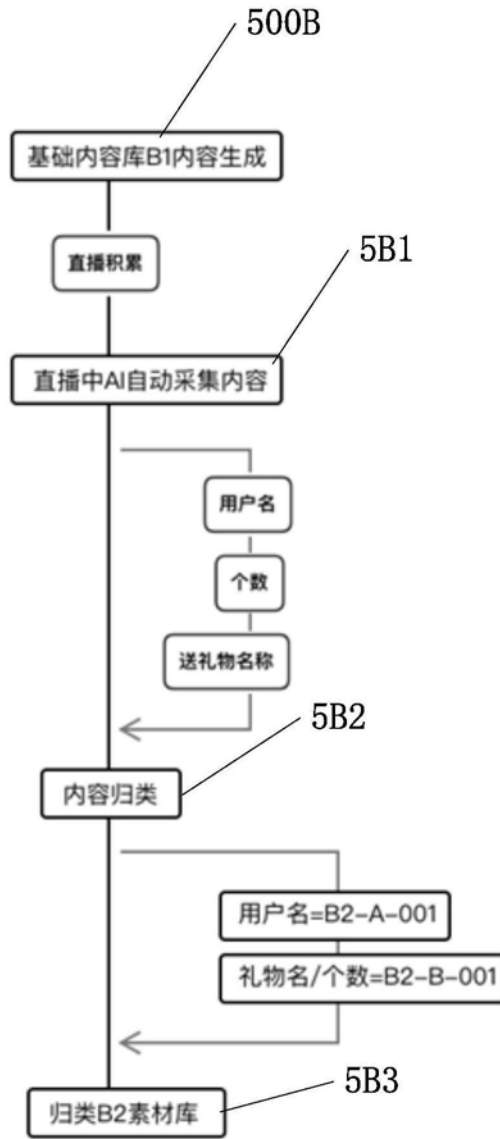 500B
基础内容库B1内容生成
直播积累
5B1
直播中AI自动采集内容
用户名
个数
送礼物名称
5B2
内容归类
用户名=B2-A-001
礼物名/个数=B2-B-001
5B3
归类B2素材库